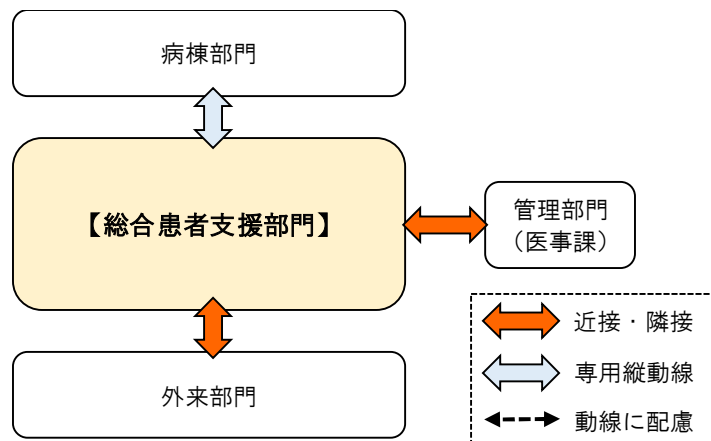 病棟部門
【総合患者支援部門】
管理部門
（医事課）
外来部門
近接・隣接
専用縦動線
動線に配慮